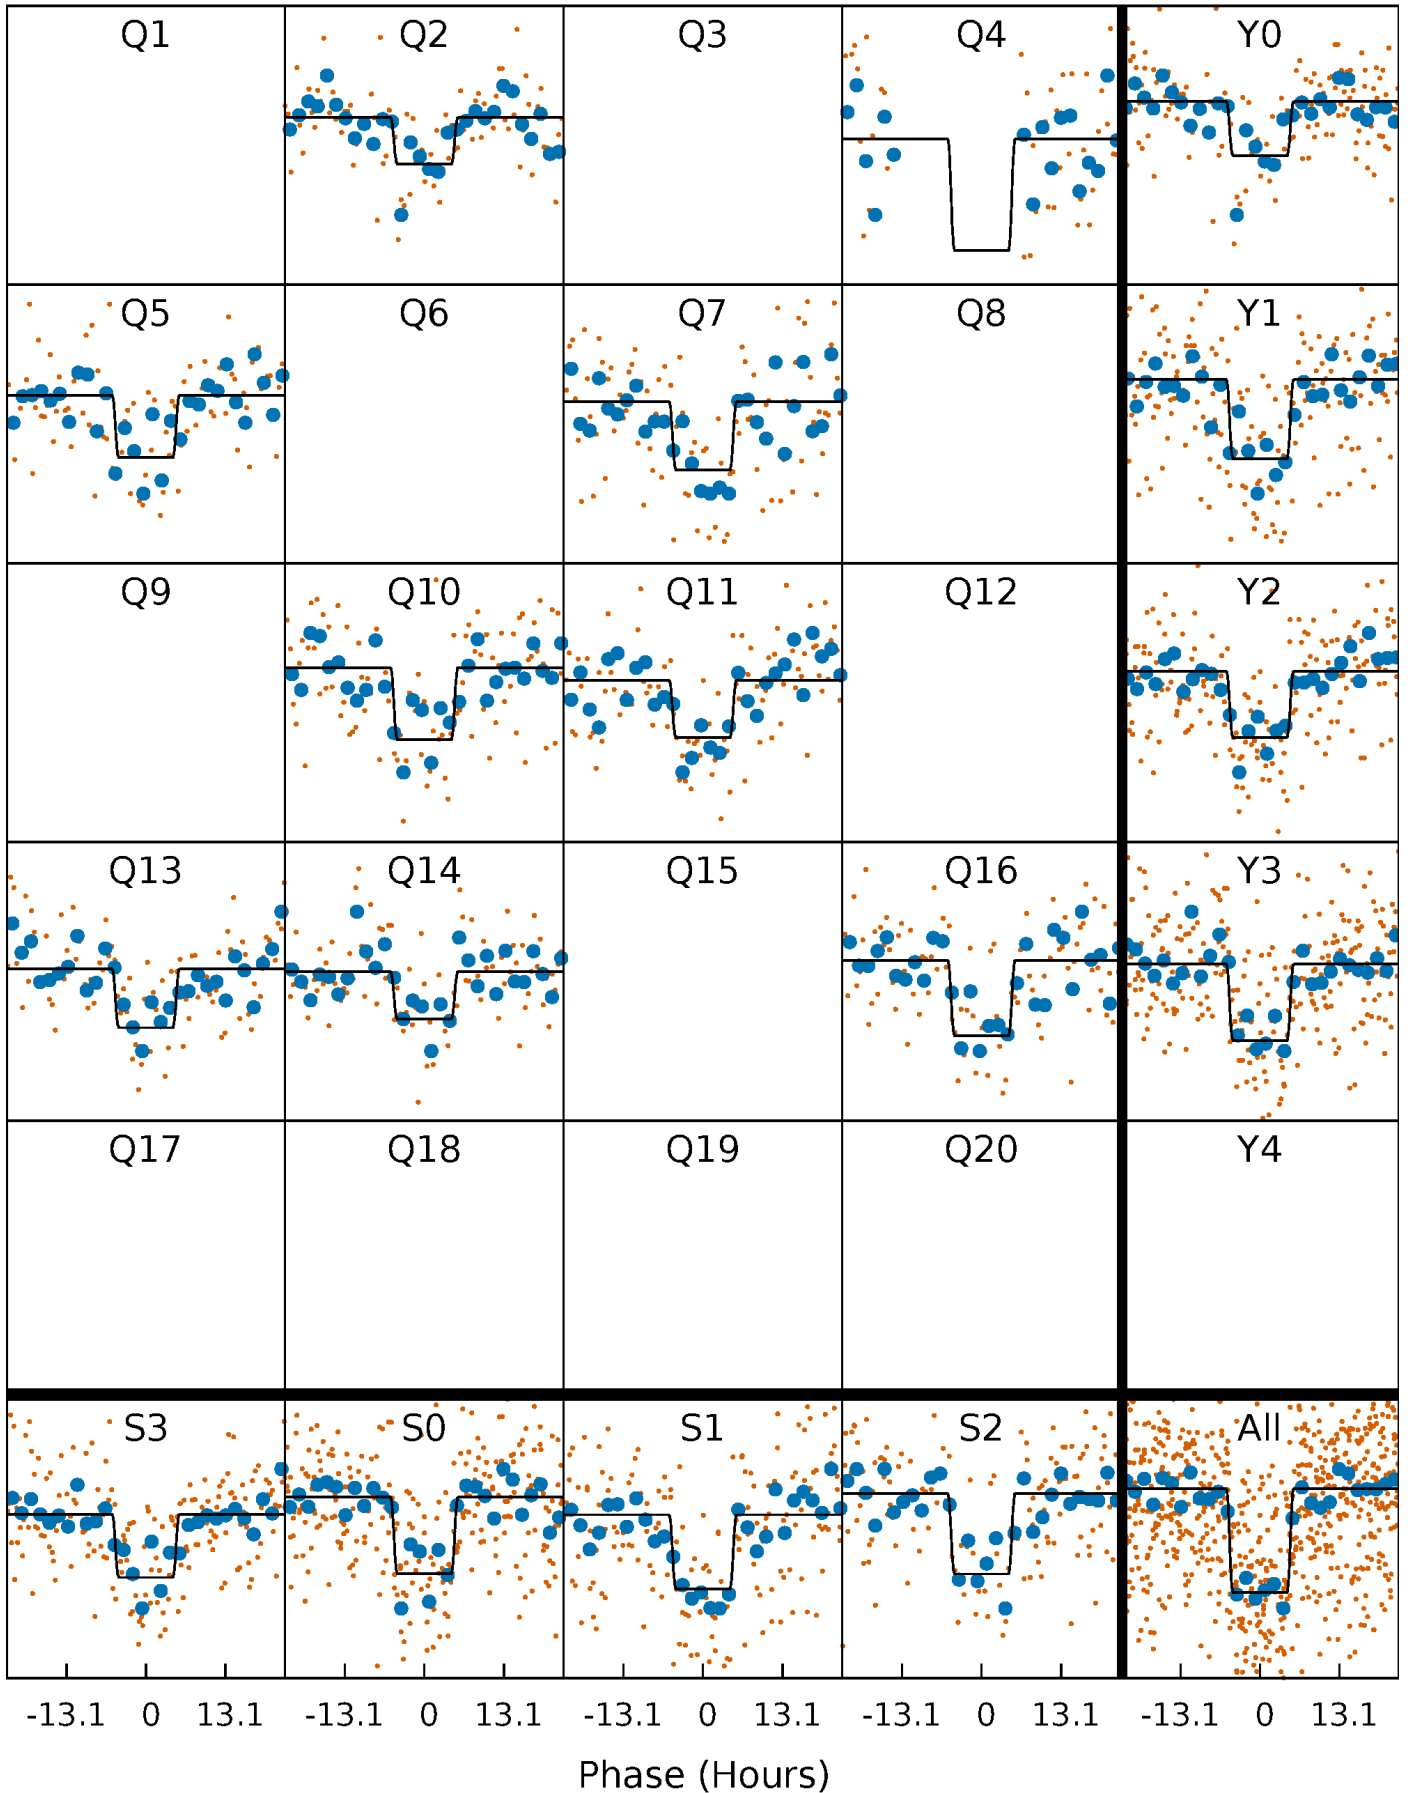 Q1 Q2 Q3 Q4 Y0
Q5 Q6 Q7 Q8 Y1
Q9 Q10 Q11 Q12 Y2
Q13 Q14 Q15 Q16 Y3
Q17 Q18 Q19 Q20 Y4
S3 S0 S1 S2 All
-13.1 0 13.1 -13.1 0 13.1 -13.1 0 13.1 -13.1 0 13.1 -13.1 0 13.1
Phase (Hours)